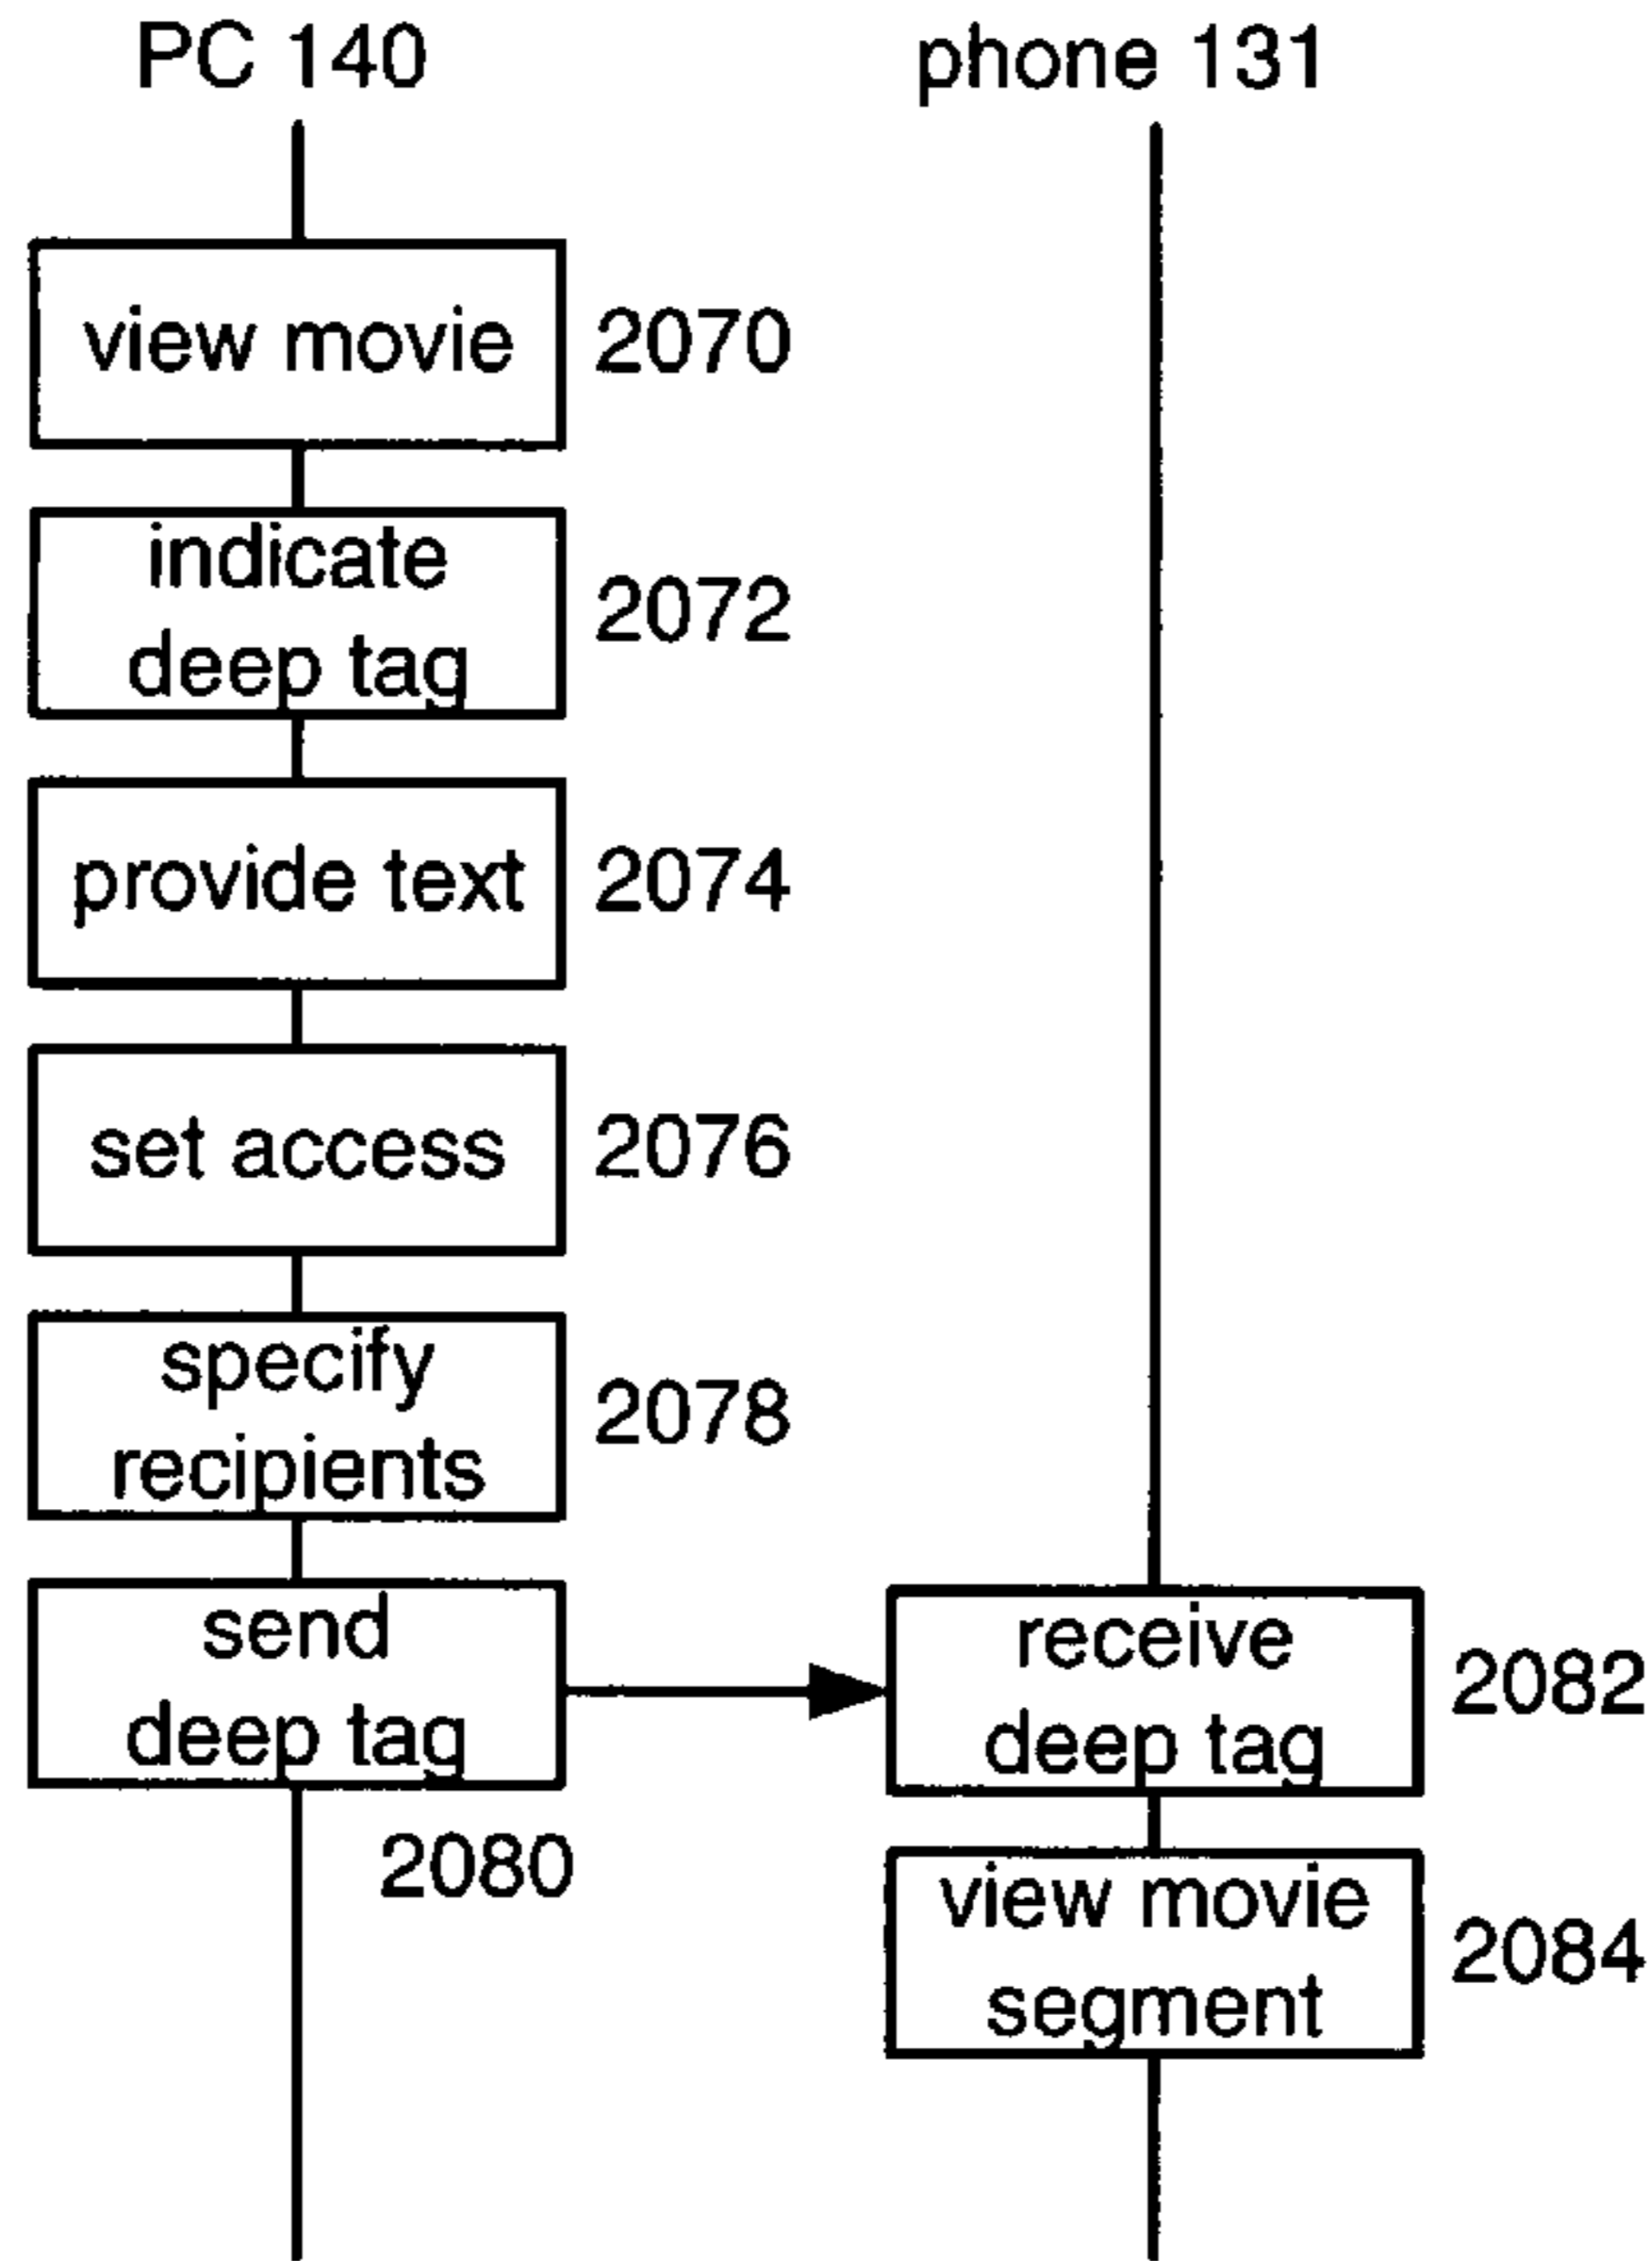 PC 140
phone 131
view movie
2070
indicate
deep tag
2072
provide text
2074
set access
2076
specify
recipients
2078
send
deep tag
2080
receive
deep tag
2082
view movie
segment
2084